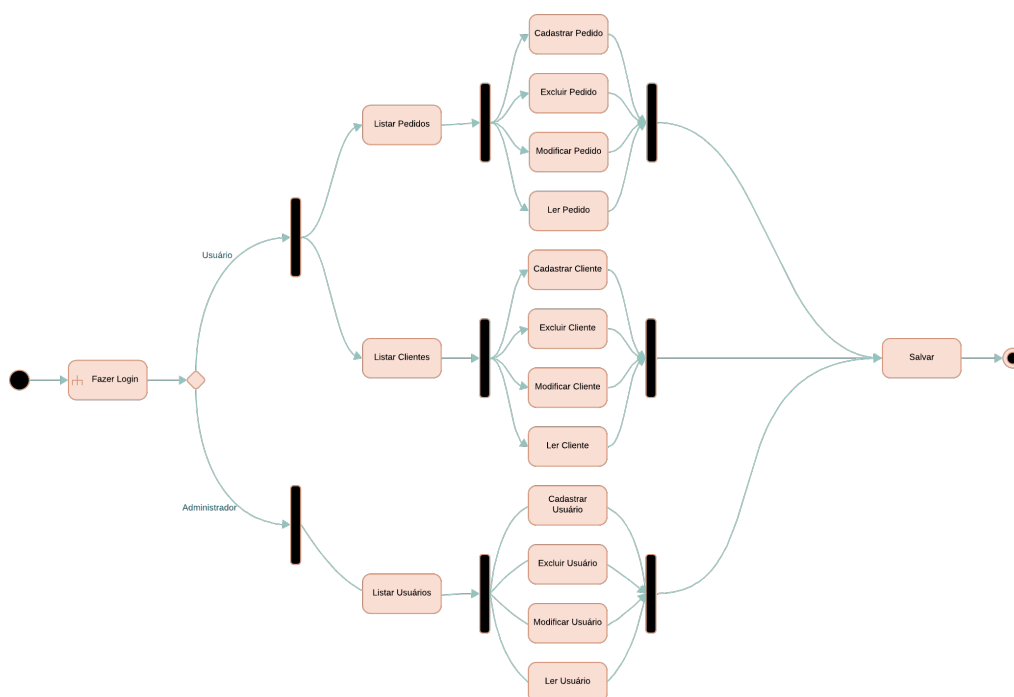 Cadastrar Pedido
Excluir Pedido
Listar Pedidos
Modificar Pedido
Ler Pedido
Usuário
Cadastrar Cliente
Excluir Cliente
Listar Clientes
Salvar
Fazer Login
Modificar Cliente
Ler Cliente
Administrador
Cadastrar
Usuário
Excluir Usuário
Listar Usuários
Modificar Usuário
Ler Usuário